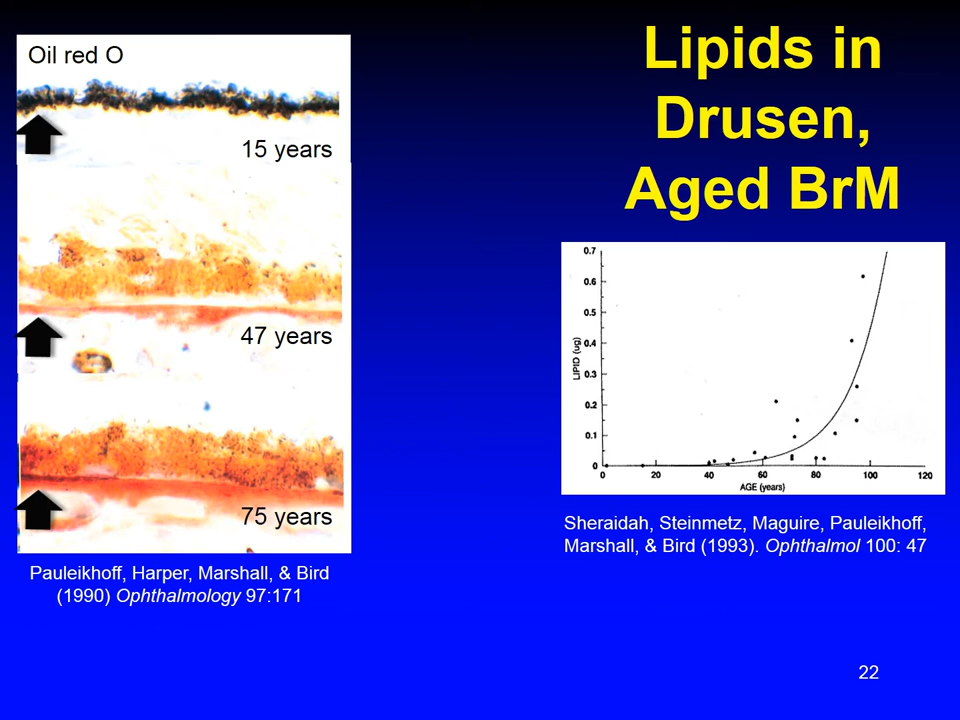 Lipids in
Drusen,
Aged BrM
Oil red O
15 years
47 years
75 years
Pauleikhoff, Harper, Marshall, & Bird
(1990) Ophthalmology 97:171
0.7
0.6
0.5
0.4
0.3
0.2
0.1
0
LIPID (ug)
0 20 40 60 80 100 120
AGE (years)
Sheraidah, Steinmetz, Maguire, Pauleikhoff,
Marshall, & Bird (1993). Ophthalmol 100: 47
22